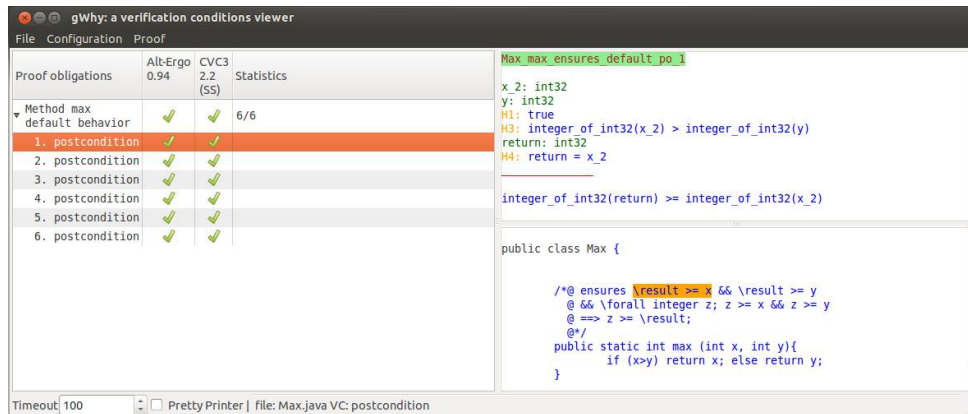 gWhy: a verification conditions viewer
File Configuration Proof
Proof obligations
Alt-Ergo
0.94
CVC3
2.2
(SS)
Statistics
Method max
default behavior
6/6
1. postcondition
2. postcondition
3. postcondition
4. postcondition
5. postcondition
6. postcondition
Max_max_ensures_default_po_1
x_2: int32
y: int32
H1: true
H3: integer_of_int32(x_2) > integer_of_int32(y)
return: int32
H4: return = x_2
integer_of_int32(return) >= integer_of_int32(x_2)
public class Max {
/*@ ensures \result >= x && \result >= y
@ && \forall integer z; z >= x && z >= y
@ ==> z >= \result;
@*/
public static int max (int x, int y){
if (x>y) return x; else return y;
}
Timeout 100 Pretty Printer | file: Max.java VC: postcondition